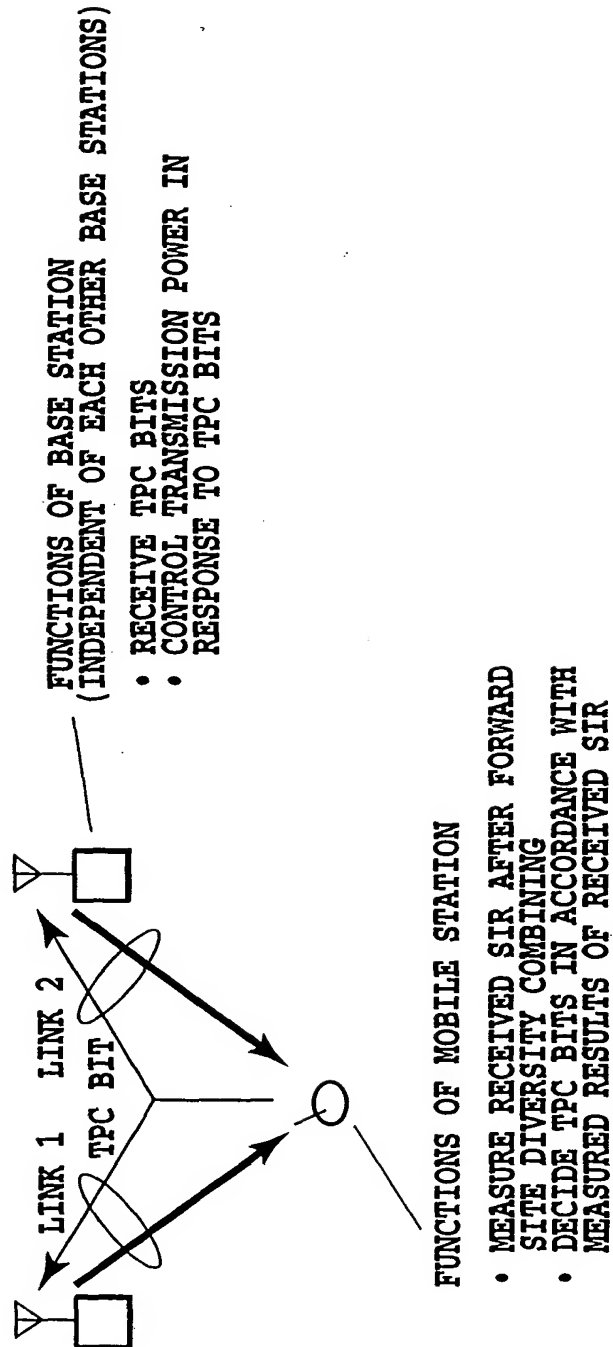 LINK 1
LINK 2
TPC BIT
FUNCTIONS OF BASE STATION
(INDEPENDENT OF EACH OTHER BASE STATIONS)
• RECEIVE TPC BITS
• CONTROL TRANSMISSION POWER IN
RESPONSE TO TPC BITS
FUNCTIONS OF MOBILE STATION
• MEASURE RECEIVED SIR AFTER FORWARD
SITE DIVERSITY COMBINING
• DECIDE TPC BITS IN ACCORDANCE WITH
MEASURED RESULTS OF RECEIVED SIR